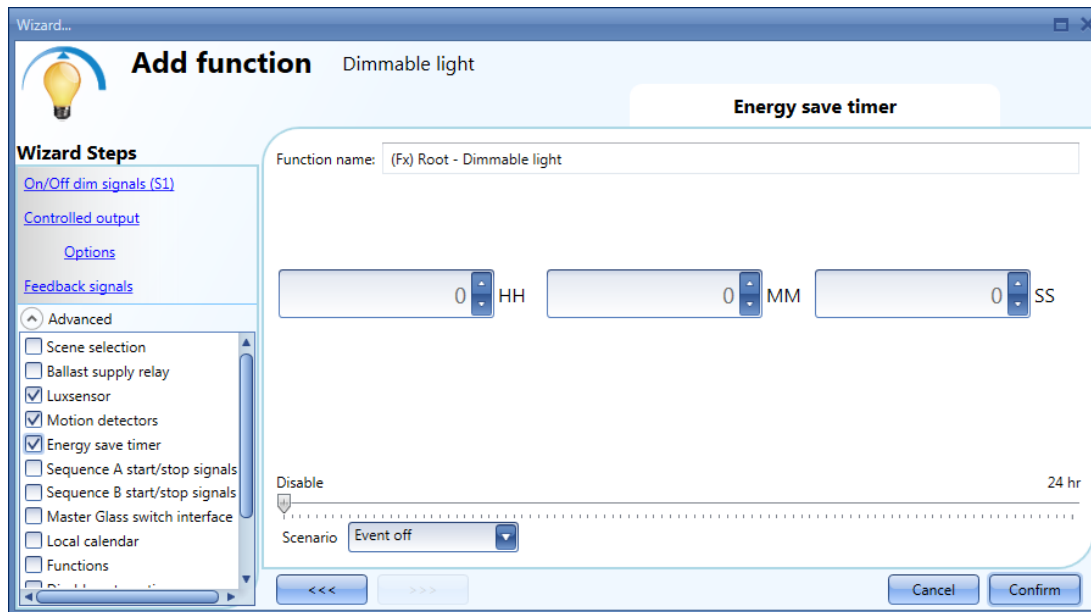 Wizard...
Add function Dimmable light
Energy save timer
Wizard Steps
On/Off dim signals (S1)
Controlled output
Options
Feedback signals
Advanced
Scene selection
Ballast supply relay
Luxsensor
Motion detectors
Energy save timer
Sequence A start/stop signals
Sequence B start/stop signals
Master Glass switch interface
Local calendar
Functions
Function name: (Fx) Root - Dimmable light
0 HH 0 MM 0 SS
Disable 24 hr
Scenario Event off
<<< >>> Cancel Confirm